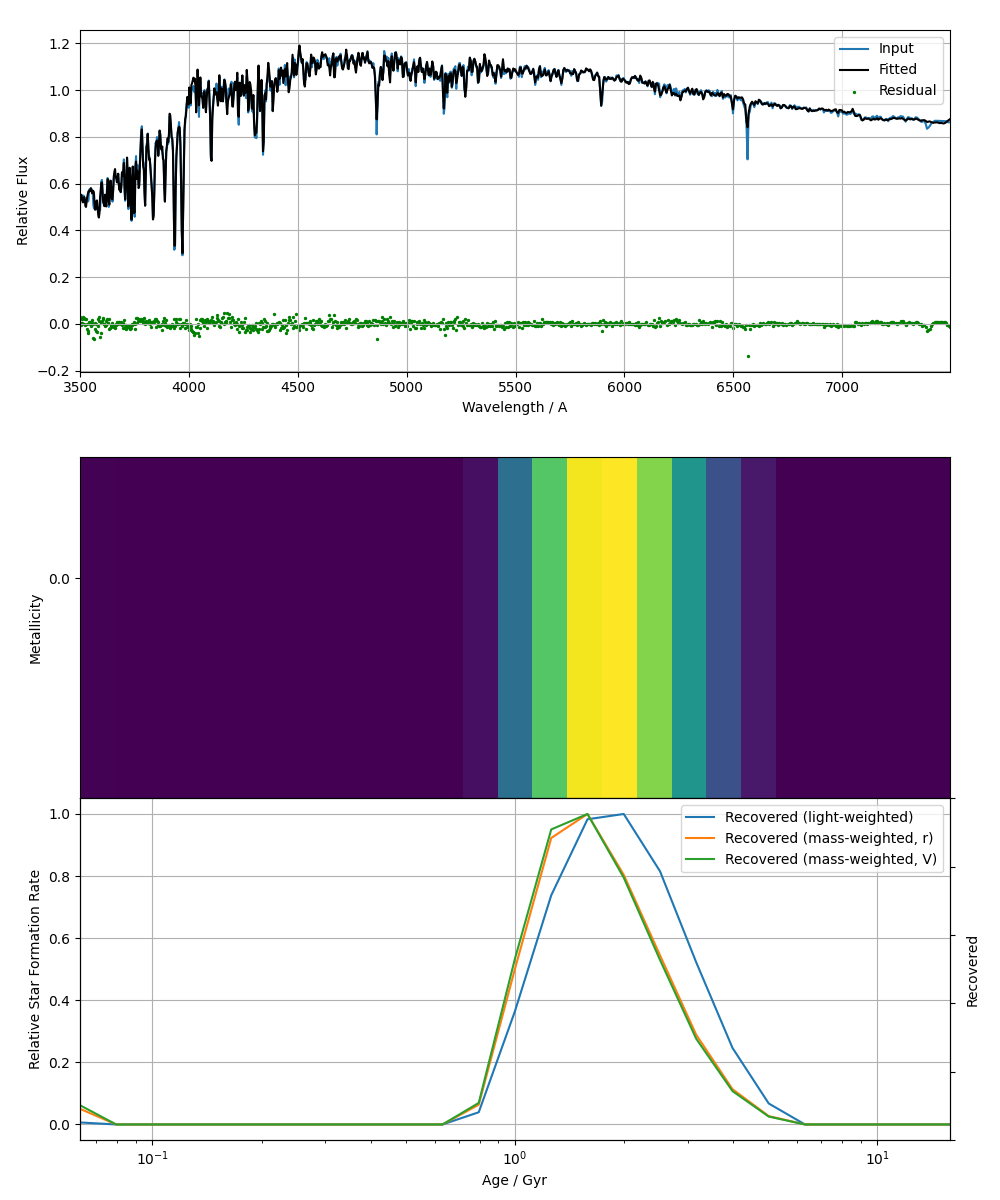 1.2
1.0
0.8
0.6
0.4
0.2
0.0
−0.2
Relative Flux
Input
Fitted
Residual
3500 4000 4500 5000 5500 6000 6500 7000
Wavelength / A
0.0
Metallicity
1.0
0.8
0.6
0.4
0.2
0.0
Relative Star Formation Rate
Recovered (light-weighted)
Recovered (mass-weighted, r)
Recovered (mass-weighted, V)
Recovered
10⁻¹ 10⁰ 10¹
Age / Gyr